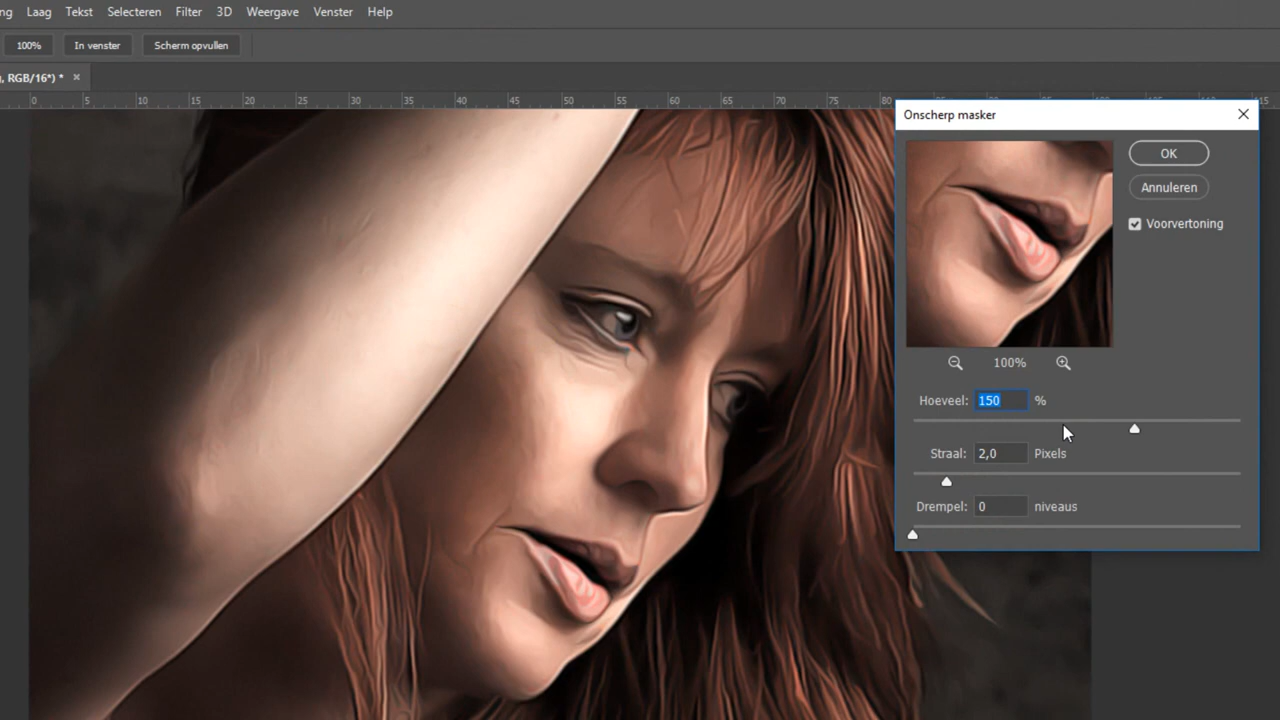 ng Laag Tekst Selecteren Filter 3D Weergave Venster Help
100% In venster Scherm opvullen
, RGB/16*) * ×
0 5 10 15 20 25 30 35 40 45 50 55 60 65 70 75 80 115
Onscherp masker
OK
Annuleren
Voorvertoning
100%
Hoeveel: 150 %
Straal: 2,0 Pixels
Drempel: 0 niveaus